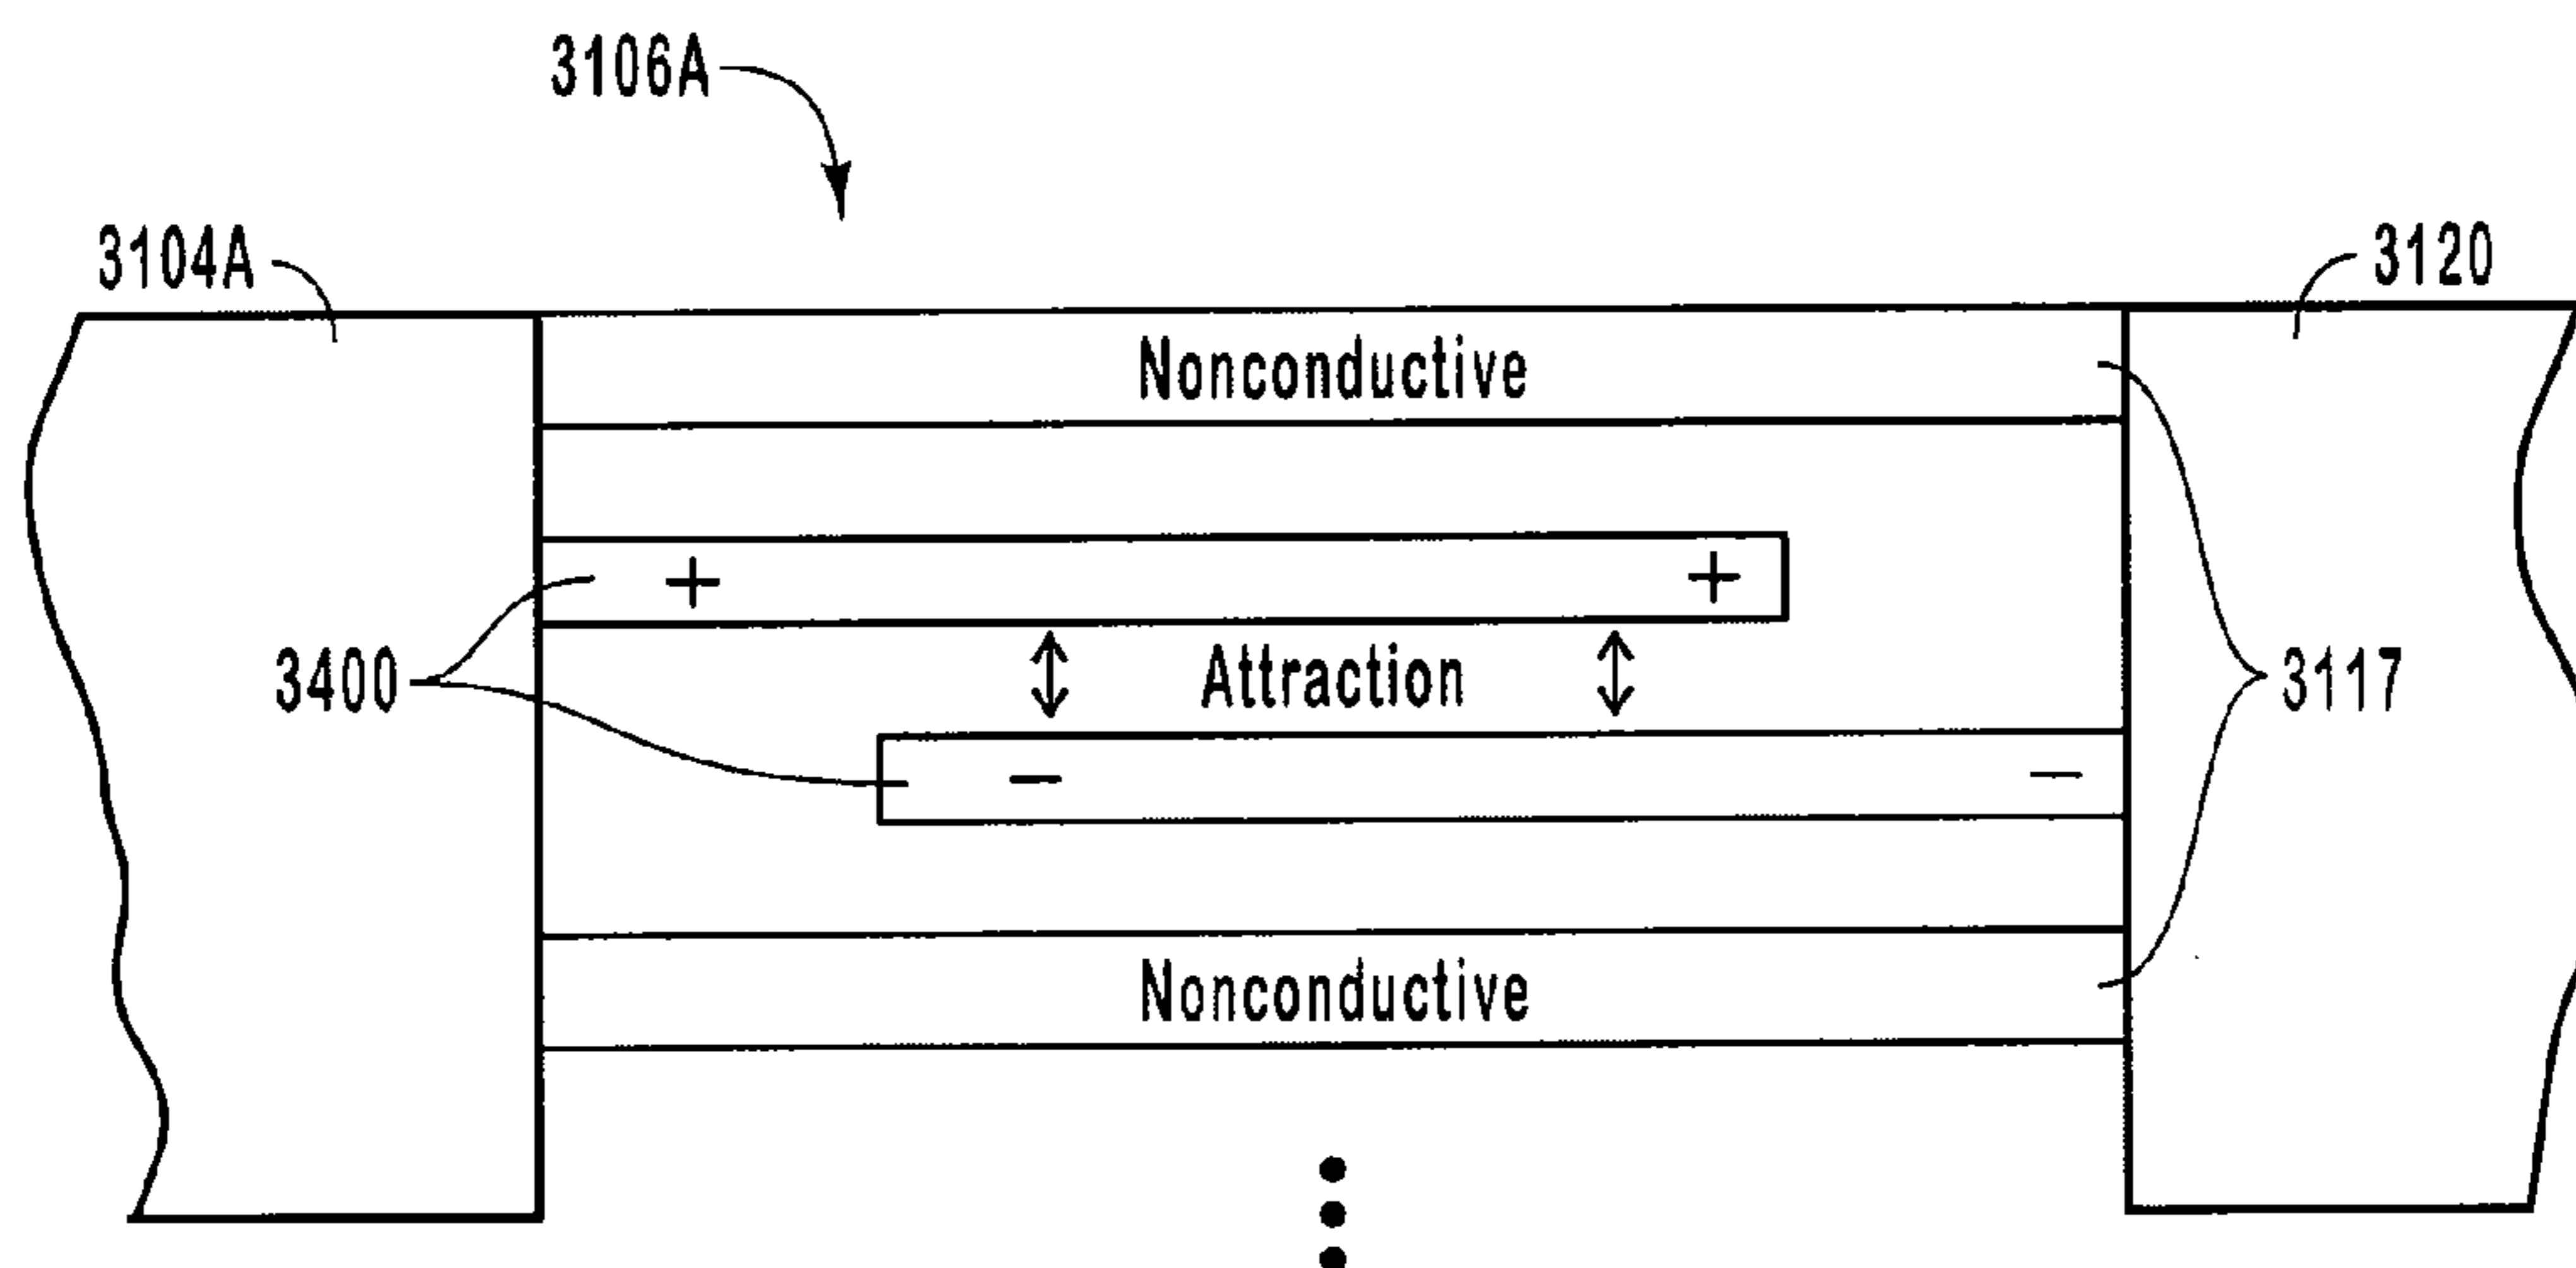 3106A
3104A
3120
Nonconductive
+ +
3400
Attraction
3117
− −
Nonconductive